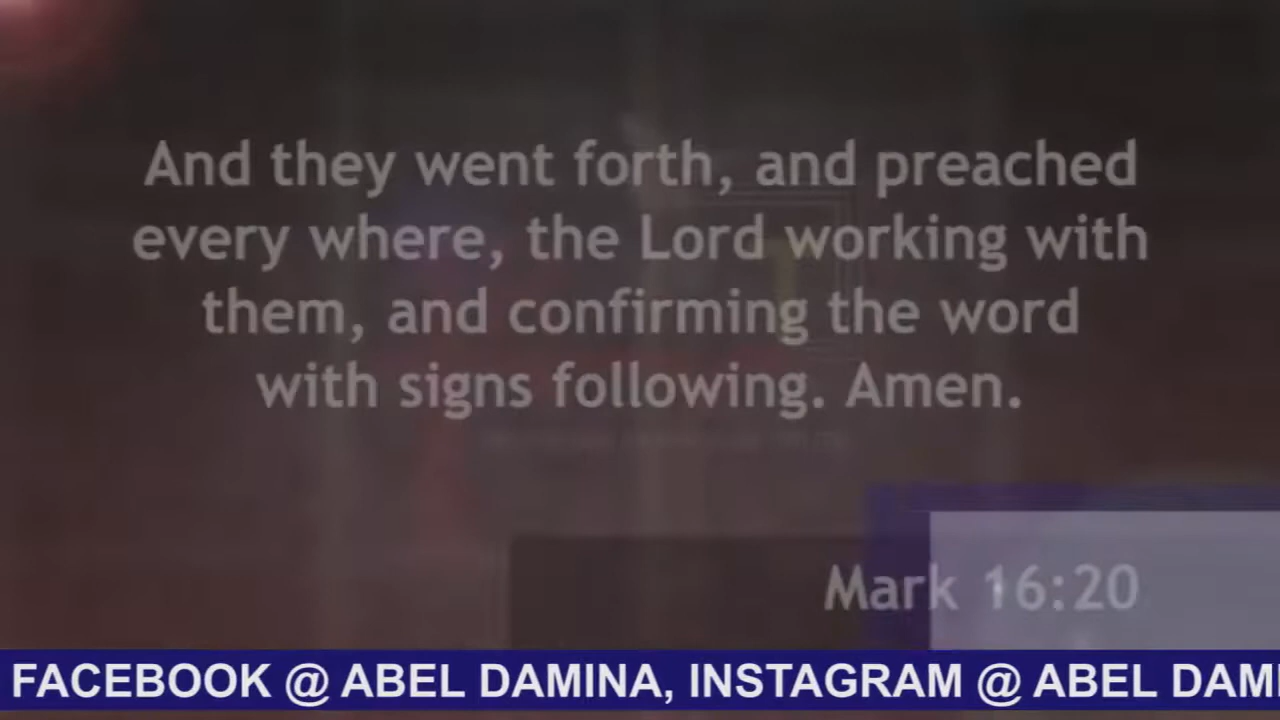 And they went forth, and preached
every where, the Lord working with
them, and confirming the word
with signs following. Amen.
Mark 16:20
FACEBOOK @ ABEL DAMINA, INSTAGRAM @ ABEL DAMI